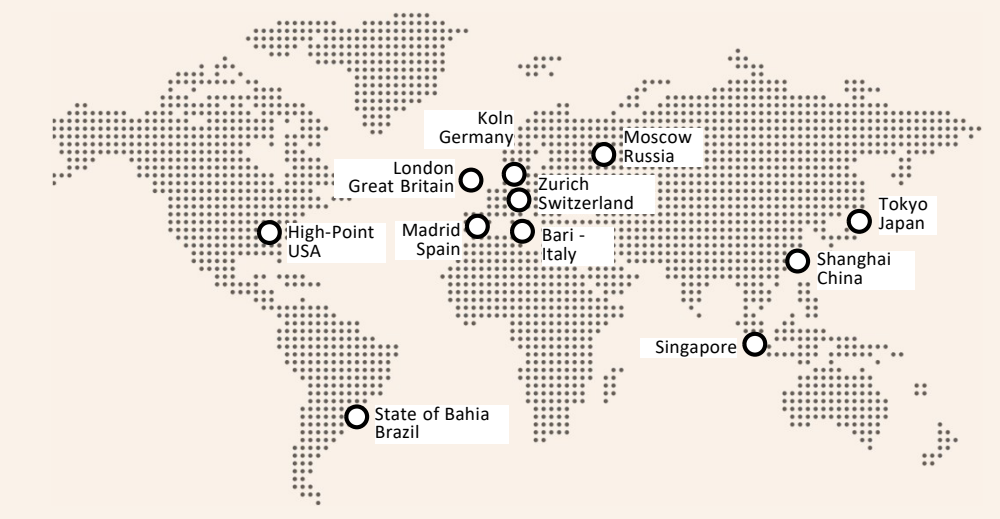 Koln
Germany
Moscow
Russia
London
Great Britain
Zurich
Switzerland
Tokyo
Japan
High-Point
USA
Madrid
Spain
Bari -
Italy
Shanghai
China
Singapore
State of Bahia
Brazil